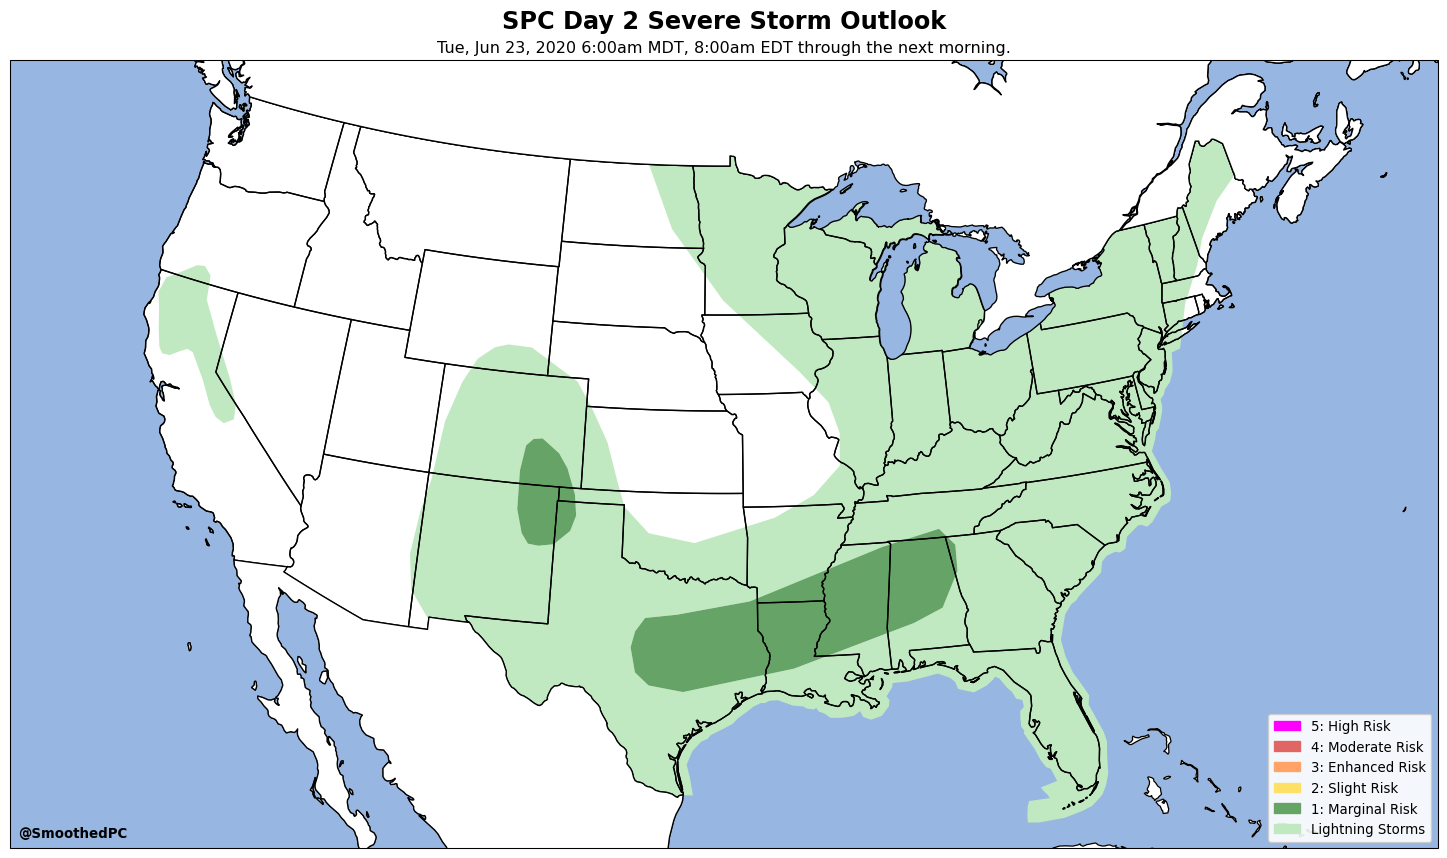 SPC Day 2 Severe Storm Outlook
Tue, Jun 23, 2020 6:00am MDT, 8:00am EDT through the next morning.
5: High Risk
4: Moderate Risk
3: Enhanced Risk
2: Slight Risk
1: Marginal Risk
Lightning Storms
@SmoothedPC